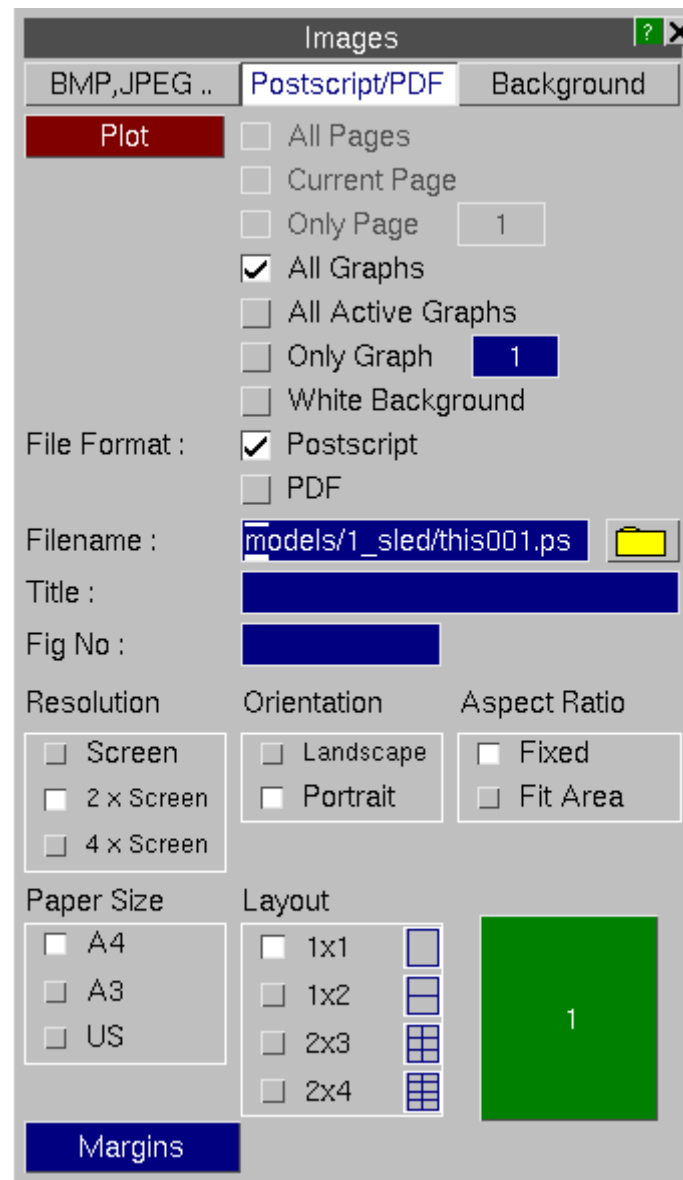 Images ?
BMP,JPEG .. Postscript/PDF Background
Plot All Pages
Current Page
Only Page 1
All Graphs
All Active Graphs
Only Graph 1
White Background
File Format : Postscript
PDF
Filename : models/1_sled/this001.ps
Title :
Fig No :
Resolution Orientation Aspect Ratio
Screen Landscape Fixed
2 x Screen Portrait Fit Area
4 x Screen
Paper Size Layout
A4 1x1
A3 1x2 1
US 2x3
2x4
Margins